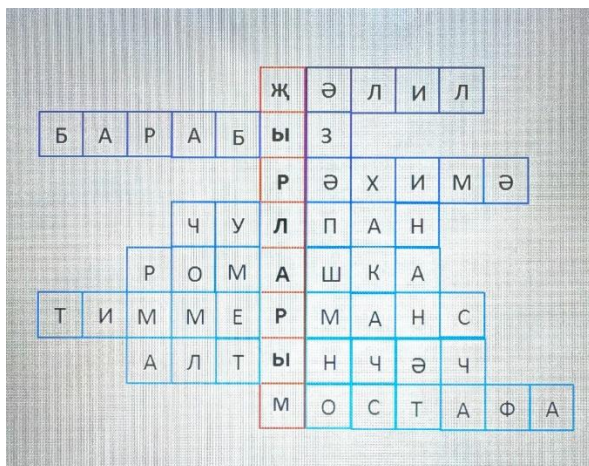 ҖӘЛИЛ
БАРАБЫЗ
РӘХИМӘ
ЧУЛПАН
РОМАШКА
ТИММЕРМАНС
АЛТЫНЧӘЧ
МОСТАФА